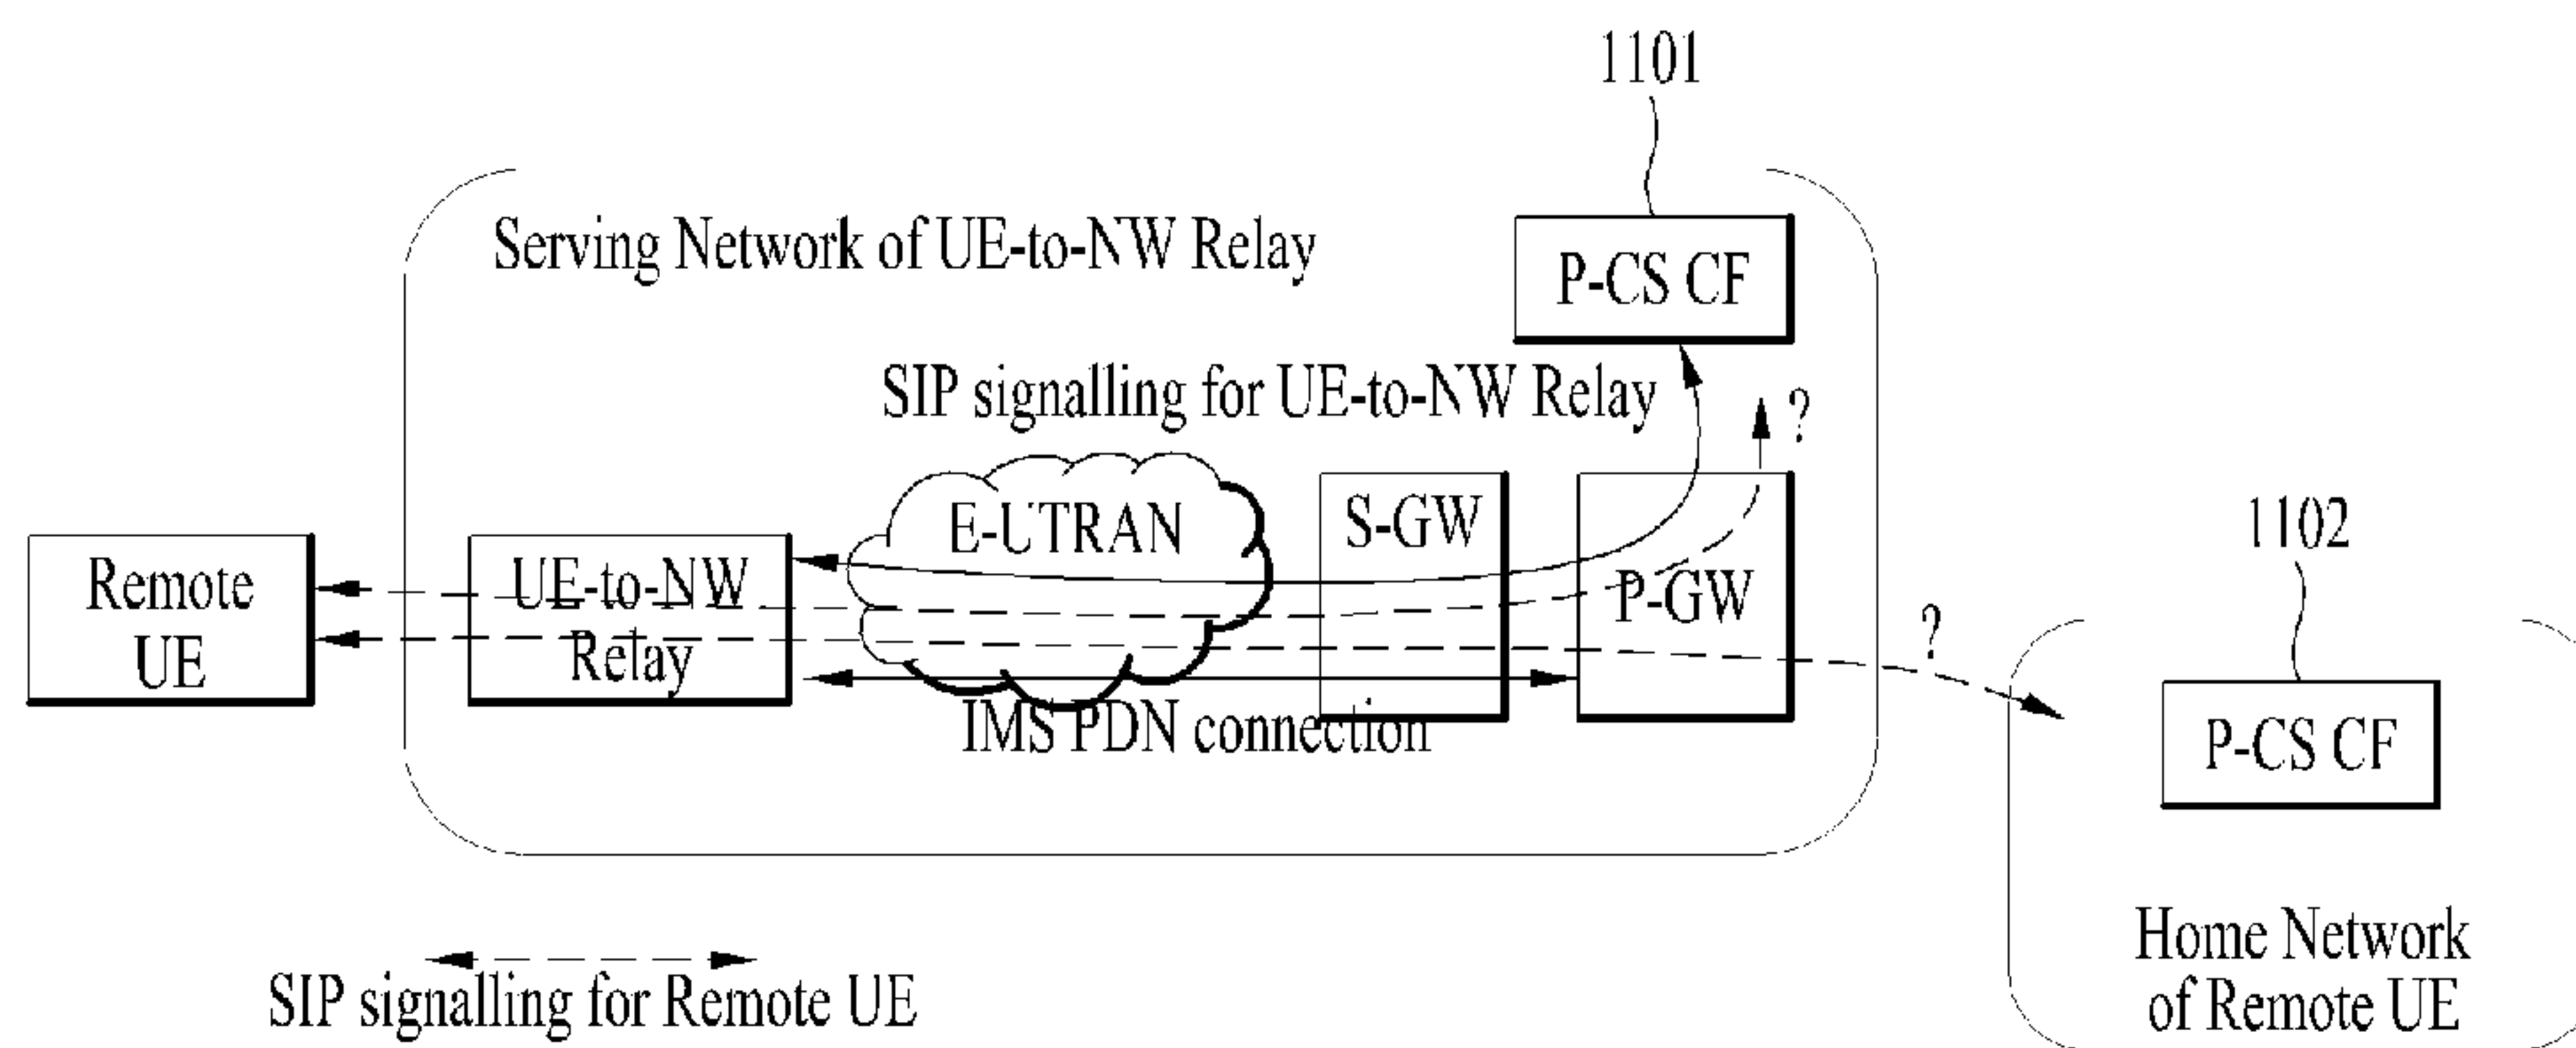 1101
Serving Network of UE-to-NW Relay
P-CS CF
SIP signalling for UE-to-NW Relay
?
E-UTRAN
S-GW
1102
Remote
UE
UE-to-NW
Relay
P-GW
?
IMS PDN connection
P-CS CF
Home Network
of Remote UE
SIP signalling for Remote UE